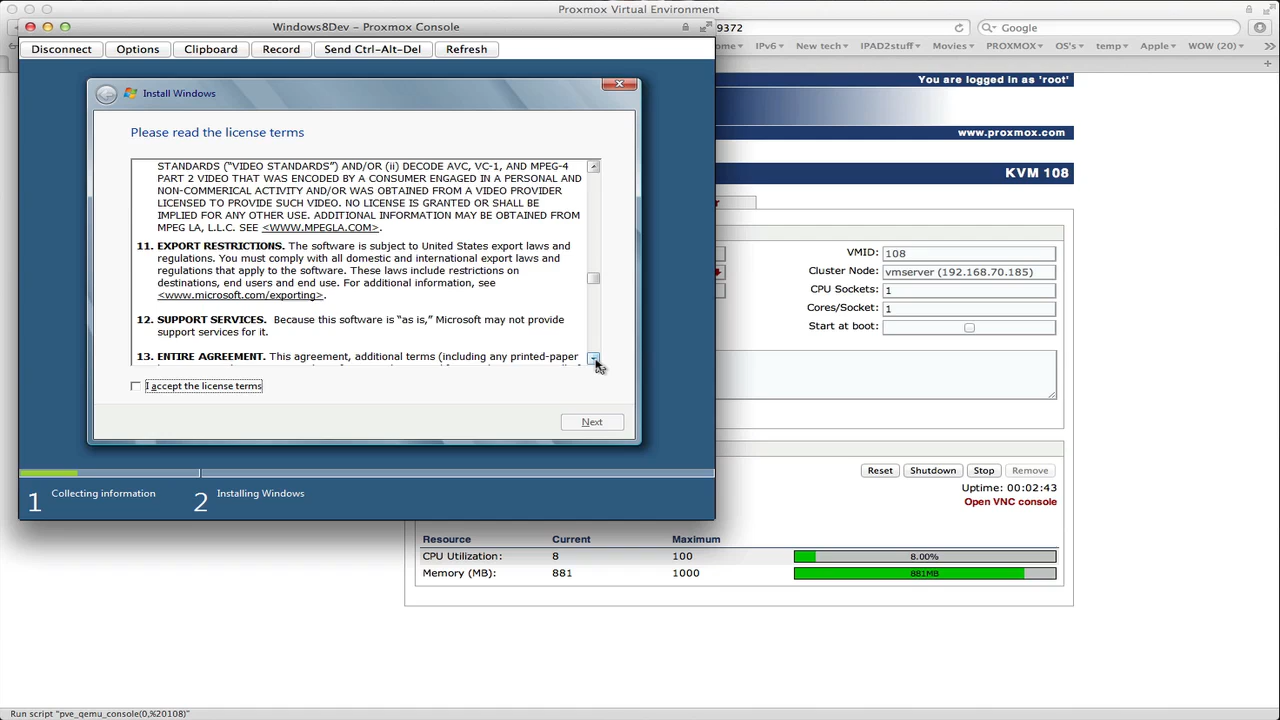 Proxmox Virtual Environment
Windows8Dev – Proxmox Console
9372
Google
Disconnect
Options
Clipboard
Record
Send Ctrl-Alt-Del
Refresh
IPv6
New tech
IPAD2stuff
Movies
PROXMOX
OS's
temp
Apple
WOW (20)
You are logged in as 'root'
www.proxmox.com
KVM 108
Install Windows
Please read the license terms
STANDARDS ("VIDEO STANDARDS") AND/OR (ii) DECODE AVC, VC-1, AND MPEG-4
PART 2 VIDEO THAT WAS ENCODED BY A CONSUMER ENGAGED IN A PERSONAL AND
NON-COMMERICAL ACTIVITY AND/OR WAS OBTAINED FROM A VIDEO PROVIDER
LICENSED TO PROVIDE SUCH VIDEO. NO LICENSE IS GRANTED OR SHALL BE
IMPLIED FOR ANY OTHER USE. ADDITIONAL INFORMATION MAY BE OBTAINED FROM
MPEG LA, L.L.C. SEE <WWW.MPEGLA.COM>.
11. EXPORT RESTRICTIONS. The software is subject to United States export laws and
regulations. You must comply with all domestic and international export laws and
regulations that apply to the software. These laws include restrictions on
destinations, end users and end use. For additional information, see
<www.microsoft.com/exporting>.
12. SUPPORT SERVICES. Because this software is "as is," Microsoft may not provide
support services for it.
13. ENTIRE AGREEMENT. This agreement, additional terms (including any printed-paper
I accept the license terms
Next
1 Collecting information
2 Installing Windows
VMID: 108
Cluster Node: vmserver (192.168.70.185)
CPU Sockets: 1
Cores/Socket: 1
Start at boot:
Reset
Shutdown
Stop
Remove
Uptime: 00:02:43
Open VNC console
Resource Current Maximum
CPU Utilization: 8 100 8.00%
Memory (MB): 881 1000 881MB
Run script "pve_qemu_console(0,%20108)"